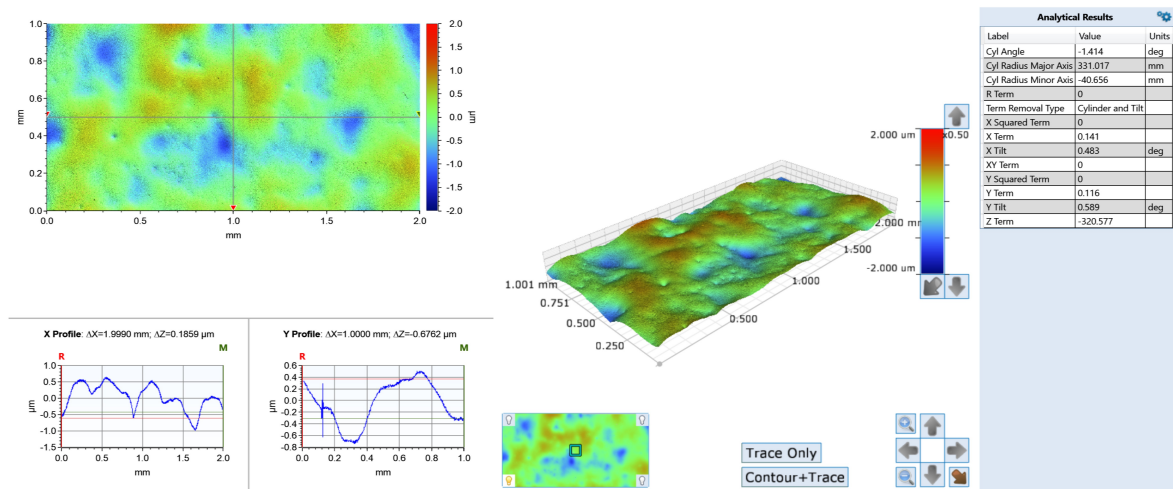 1.0
0.8
0.6
0.4
0.2
0.0
mm
0.0 0.5 1.0 1.5 2.0
mm
2.0
1.5
1.0
0.5
0.0
-0.5
-1.0
-1.5
-2.0
µm
X Profile: ΔX=1.9990 mm; ΔZ=0.1859 µm
R M
1.0
0.5
0.0
-0.5
-1.0
-1.5
µm
0.0 0.5 1.0 1.5 2.0
mm
Y Profile: ΔX=1.0000 mm; ΔZ=-0.6762 µm
R M
0.6
0.4
0.2
0.0
-0.2
-0.4
-0.6
-0.8
µm
0.0 0.2 0.4 0.6 0.8 1.0
mm
2.000 um x0.50
2.000 mm
1.500
1.000
0.500
-2.000 um
1.001 mm
0.751
0.500
0.250
Trace Only
Contour+Trace
Analytical Results
Label Value Units
Cyl Angle -1.414 deg
Cyl Radius Major Axis 331.017 mm
Cyl Radius Minor Axis -40.656 mm
R Term 0
Term Removal Type Cylinder and Tilt
X Squared Term 0
X Term 0.141
X Tilt 0.483 deg
XY Term 0
Y Squared Term 0
Y Term 0.116
Y Tilt 0.589 deg
Z Term -320.577